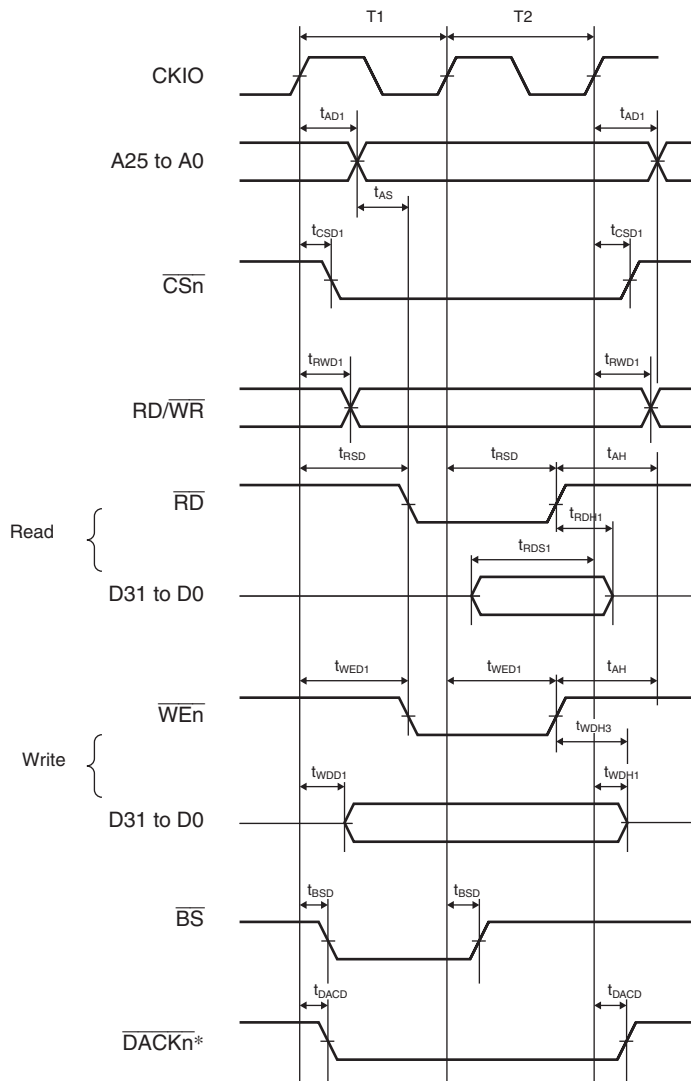 T1 T2
CKIO
tAD1 tAD1
A25 to A0
tAS
tCSD1 tCSD1
CSn
tRWD1 tRWD1
RD/WR
tRSD tRSD tAH
RD
tRDH1
Read
tRDS1
D31 to D0
tWED1 tWED1 tAH
WEn
tWDH3
Write
tWDD1 tWDH1
D31 to D0
tBSD tBSD
BS
tDACD tDACD
DACKn*